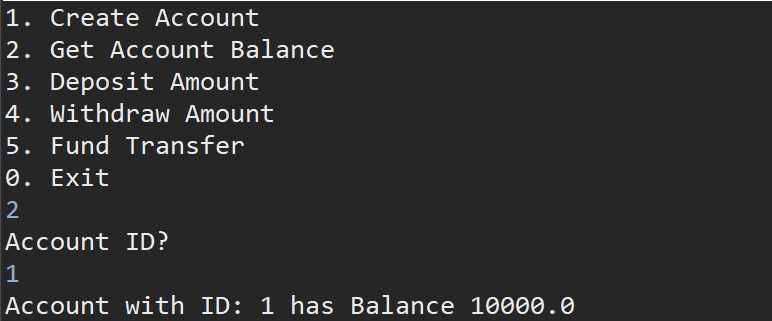 1. Create Account
2. Get Account Balance
3. Deposit Amount
4. Withdraw Amount
5. Fund Transfer
0. Exit
2
Account ID?
1
Account with ID: 1 has Balance 10000.0